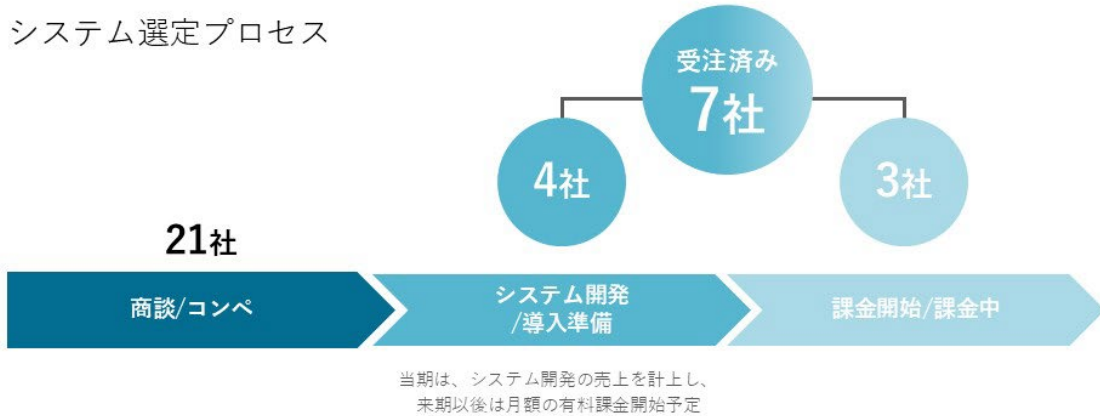 システム選定プロセス
受注済み
7社
4社
3社
21社
商談/コンペ
システム開発
/導入準備
課金開始/課金中
当期は、システム開発の売上を計上し、
来期以後は月額の有料課金開始予定